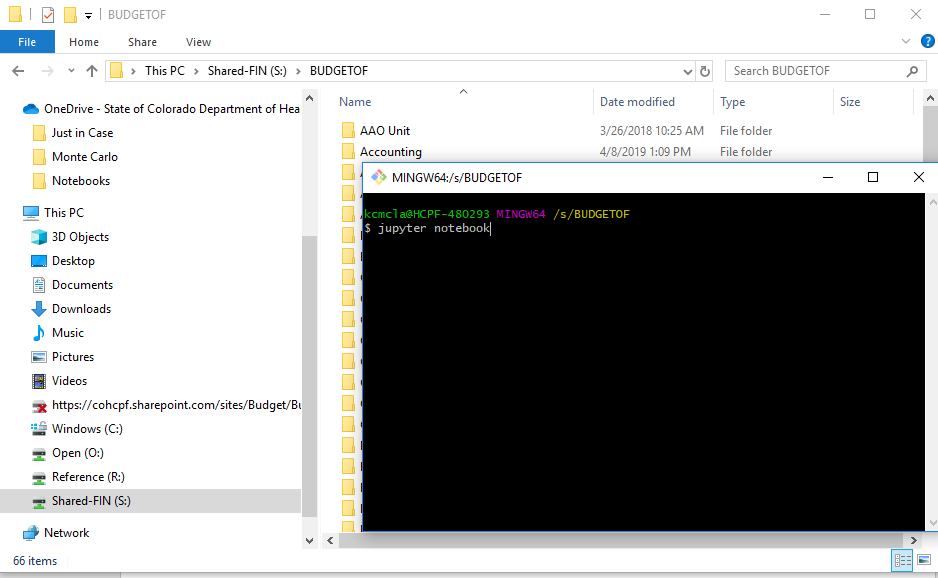 BUDGETOF
File Home Share View
This PC Shared-FIN (S:) BUDGETOF
Search BUDGETOF
Name Date modified Type Size
OneDrive - State of Colorado Department of Hea
Just in Case
Monte Carlo
Notebooks
This PC
3D Objects
Desktop
Documents
Downloads
Music
Pictures
Videos
https://cohcpf.sharepoint.com/sites/Budget/Bu
Windows (C:)
Open (O:)
Reference (R:)
Shared-FIN (S:)
Network
AAO Unit 3/26/2018 10:25 AM File folder
Accounting 4/8/2019 1:09 PM File folder
MINGW64:/s/BUDGETOF
kcmcla@HCPF-480293 MINGW64 /s/BUDGETOF
$ jupyter notebook
66 items